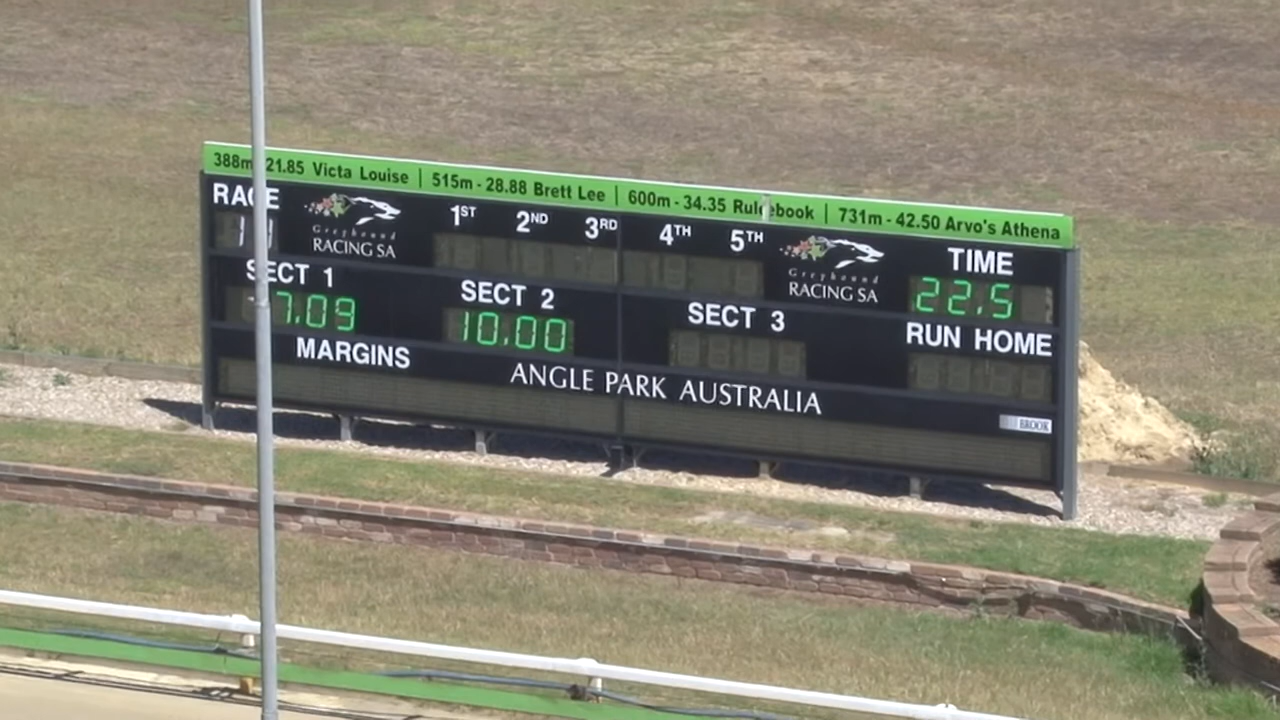 388m - 21.85 Victa Louise | 515m - 28.88 Brett Lee | 600m - 34.35 Rulebook | 731m - 42.50 Arvo's Athena
RACE
11
Greyhound
RACING SA
1ST 2ND 3RD 4TH 5TH
Greyhound
RACING SA
TIME
22.5
SECT 1
7.09
SECT 2
10.00
SECT 3
RUN HOME
MARGINS
ANGLE PARK AUSTRALIA
BROOK